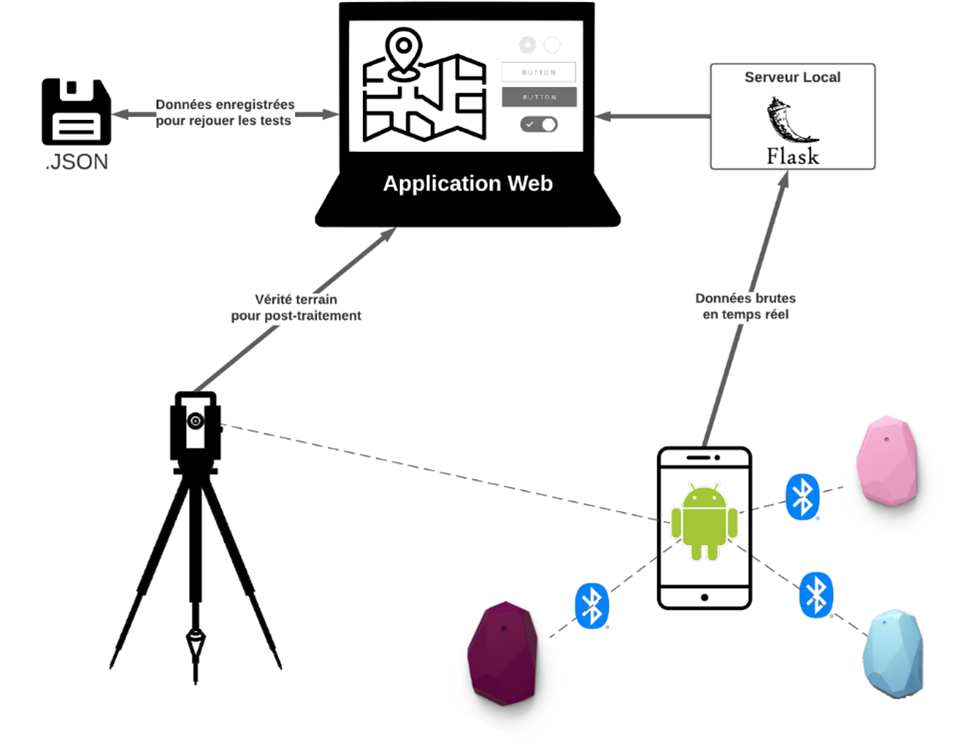 Serveur Local
BUTTON
BUTTON
Flask
Données enregistrées
pour rejouer les tests
.JSON
Application Web
Vérité terrain
pour post-traitement
Données brutes
en temps réel